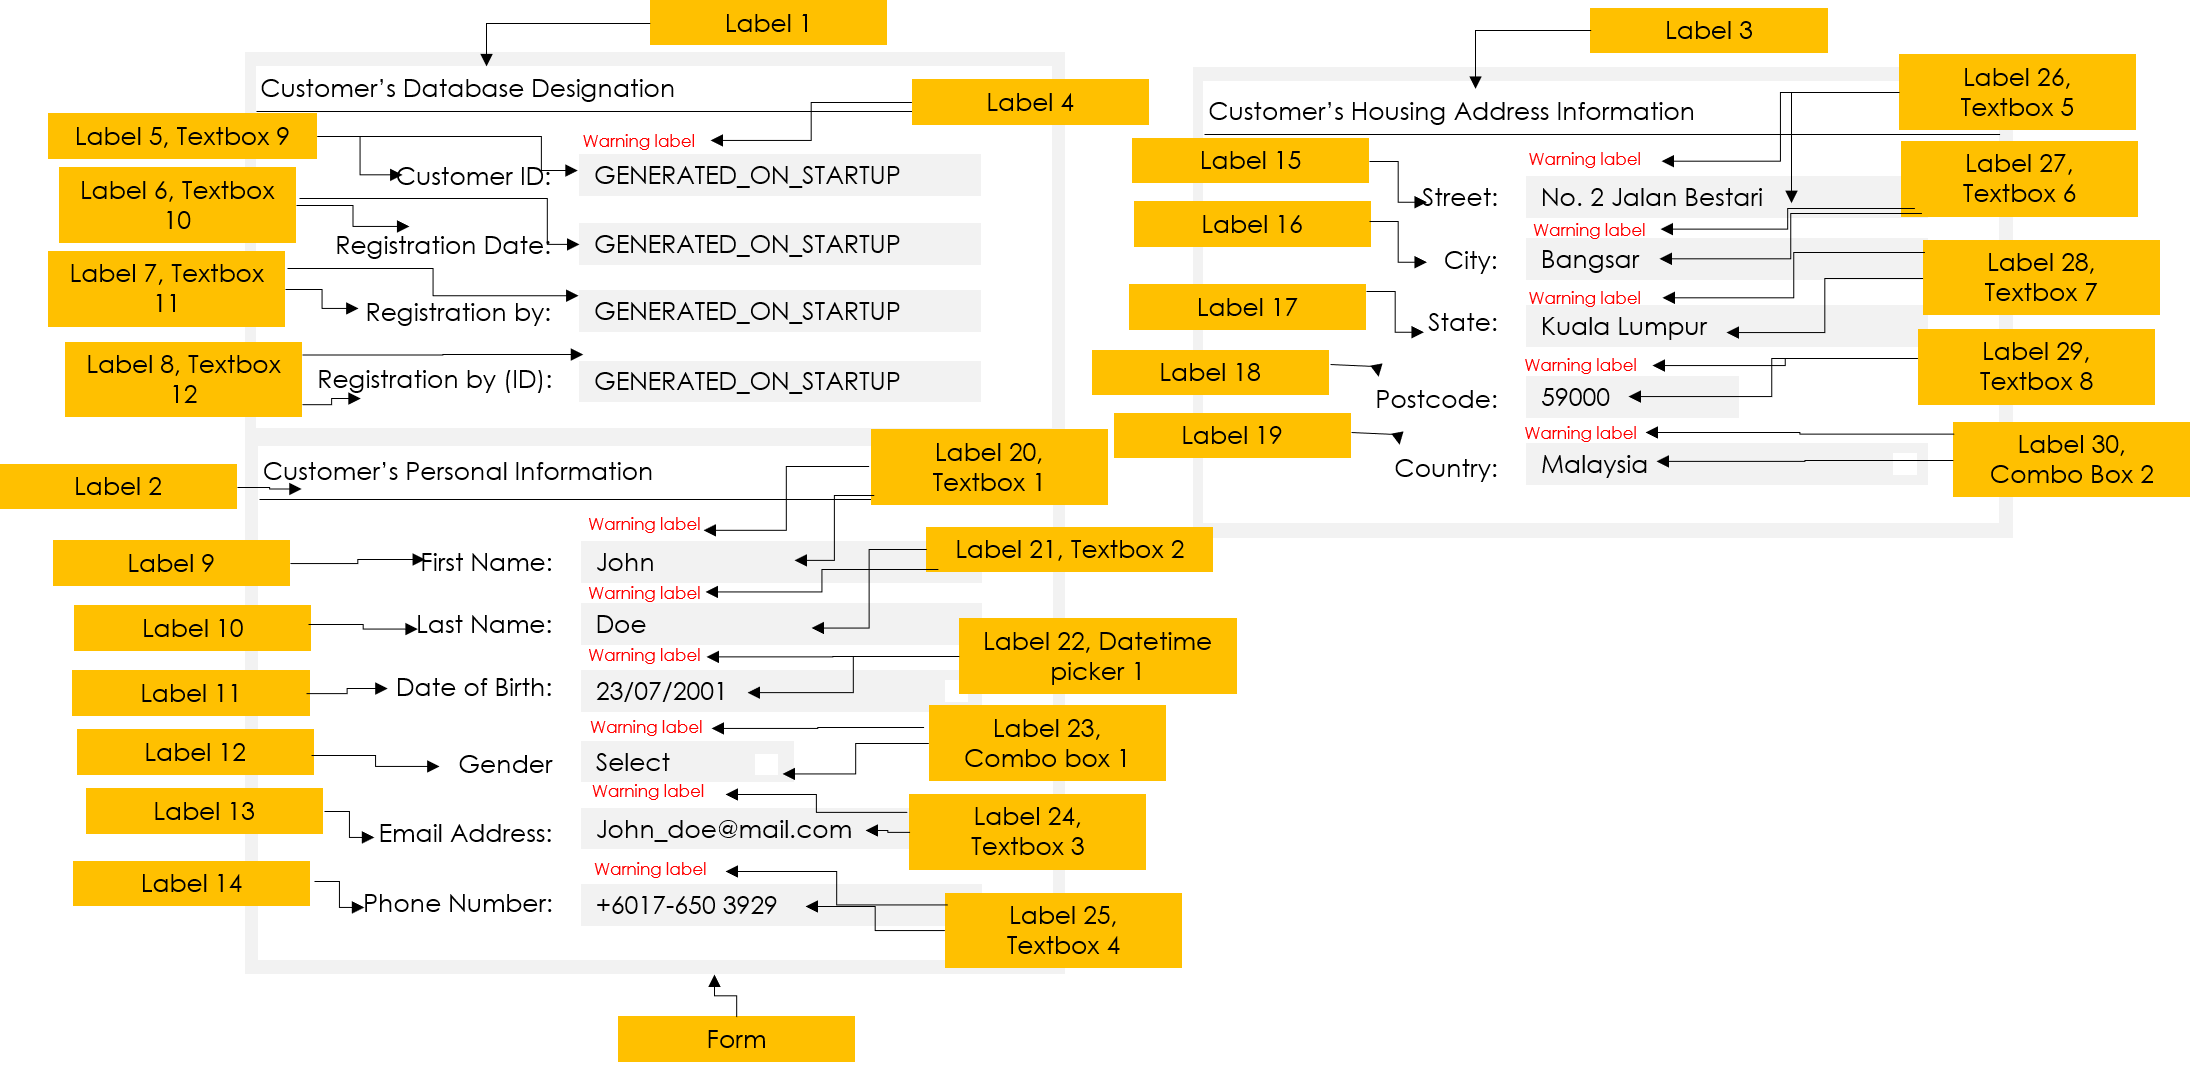 Label 1
Customer's Database Designation
Label 4
Label 5, Textbox 9
Warning label
Customer ID:
GENERATED_ON_STARTUP
Label 6, Textbox
10
Registration Date:
GENERATED_ON_STARTUP
Label 7, Textbox
11
Registration by:
GENERATED_ON_STARTUP
Label 8, Textbox
12
Registration by (ID):
GENERATED_ON_STARTUP
Label 2
Customer's Personal Information
Label 20,
Textbox 1
Warning label
Label 9
First Name:
John
Label 21, Textbox 2
Warning label
Label 10
Last Name:
Doe
Label 22, Datetime
picker 1
Warning label
Label 11
Date of Birth:
23/07/2001
Label 23,
Combo box 1
Warning label
Label 12
Gender
Select
Warning label
Label 13
Email Address:
John_doe@mail.com
Label 24,
Textbox 3
Warning label
Label 14
Phone Number:
+6017-650 3929
Label 25,
Textbox 4
Form
Label 3
Customer's Housing Address Information
Label 26,
Textbox 5
Warning label
Label 15
Street:
No. 2 Jalan Bestari
Label 27,
Textbox 6
Warning label
Label 16
City:
Bangsar
Label 28,
Textbox 7
Warning label
Label 17
State:
Kuala Lumpur
Label 29,
Textbox 8
Warning label
Label 18
Postcode:
59000
Warning label
Label 19
Country:
Malaysia
Label 30,
Combo Box 2